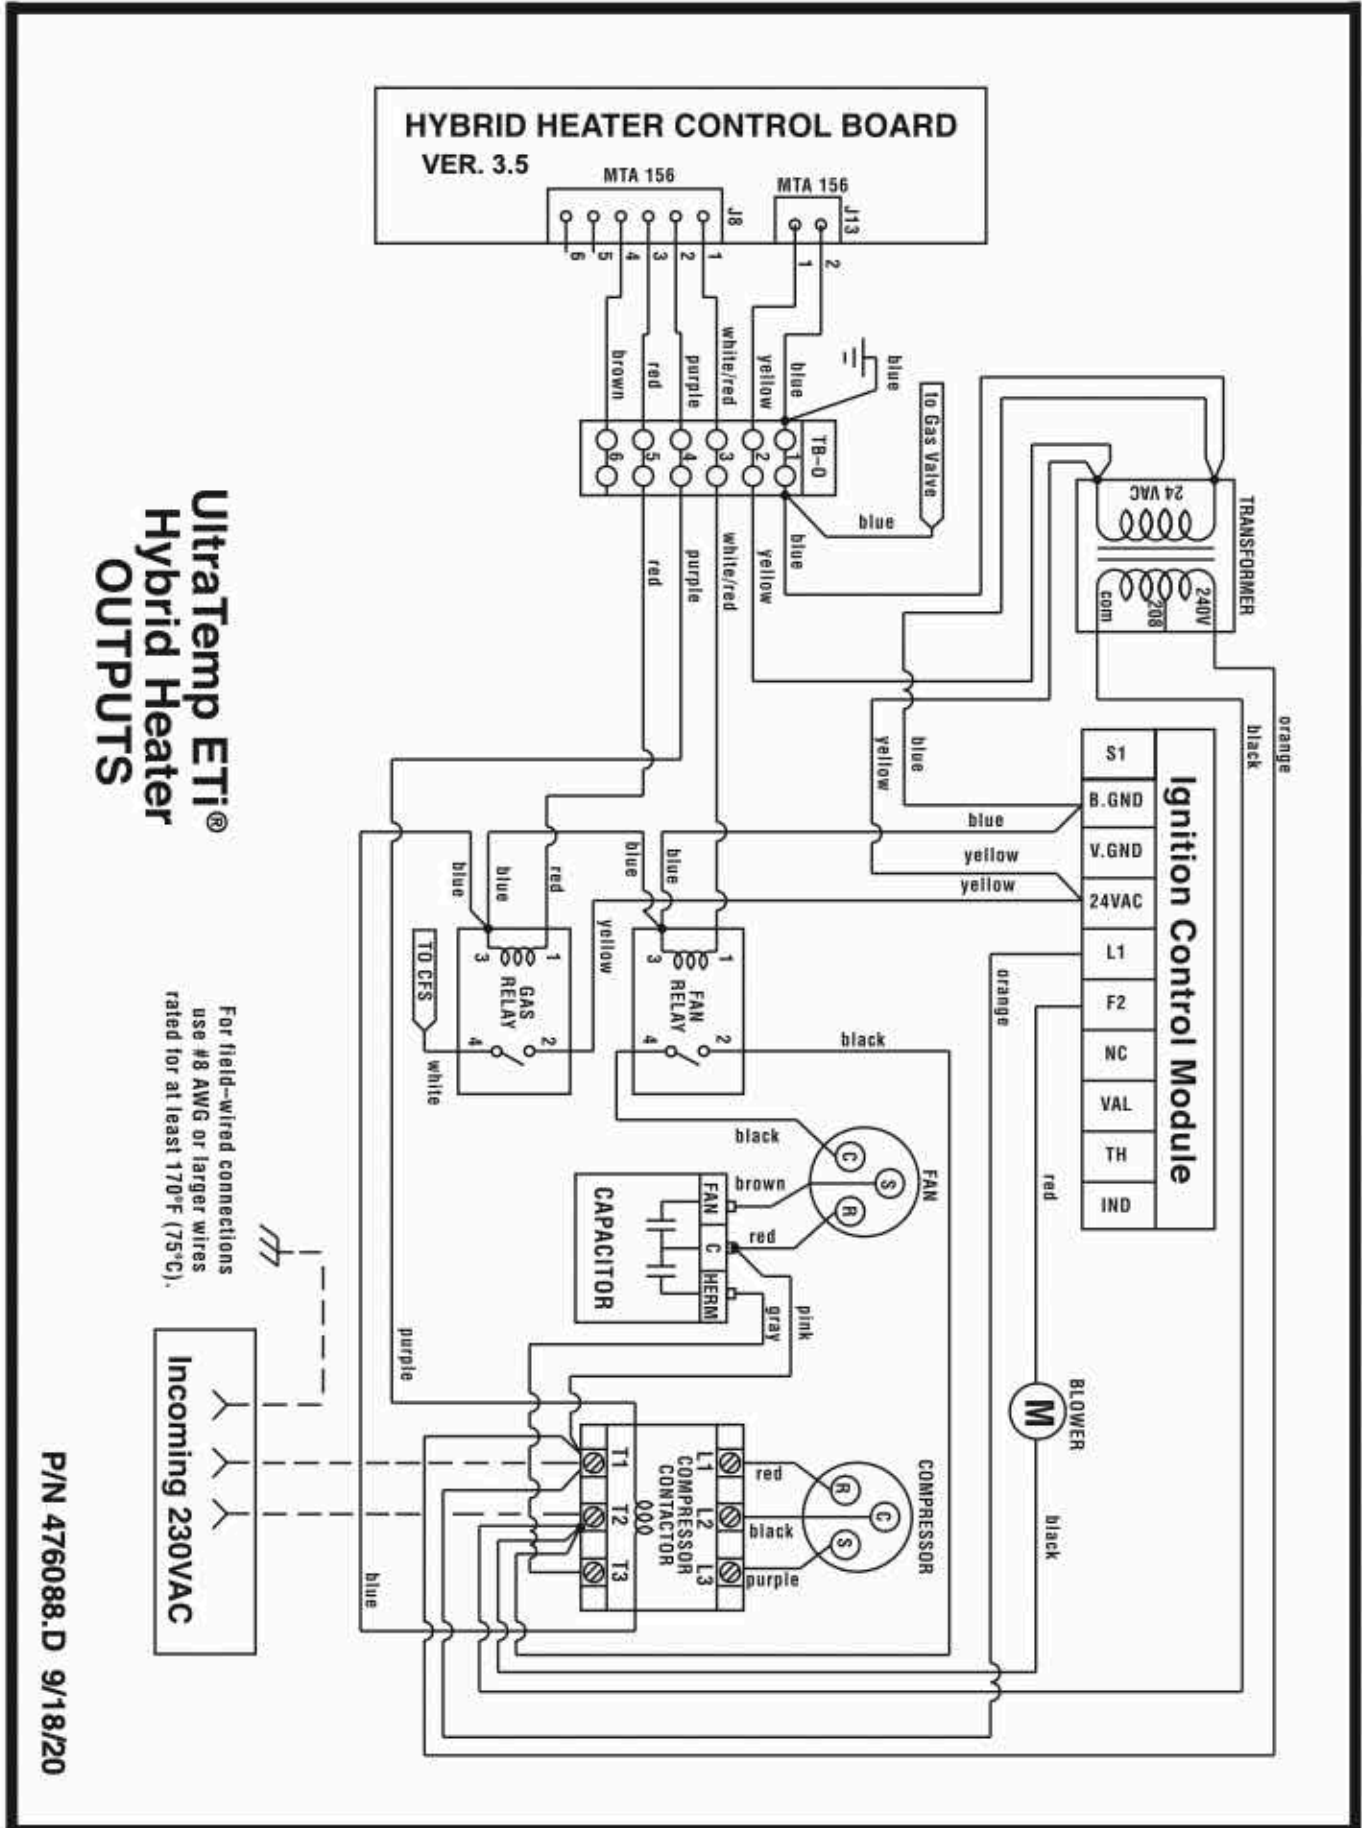 HYBRID HEATER CONTROL BOARD
VER. 3.5
MTA 156
MTA 156
J8
J13
6
5
4
3
2
1
1
2
brown
red
purple
white/red
yellow
blue
blue
to Gas Valve
TB-O
6
5
4
3
2
1
blue
red
purple
white/red
yellow
blue
TRANSFORMER
24 VAC
com
208
240V
orange
black
blue
yellow
Ignition Control Module
S1
B.GND
V.GND
24VAC
L1
F2
NC
VAL
TH
IND
blue
yellow
yellow
orange
red
blue
blue
red
blue
blue
yellow
TO CFS
white
3
1
GAS
RELAY
4
2
3
1
FAN
RELAY
4
2
black
black
brown
red
FAN
C
S
R
CAPACITOR
FAN
C
HERM
gray
pink
purple
BLOWER
M
black
COMPRESSOR
R
C
S
red
black
purple
T1
T2
T3
L1
L2
L3
COMPRESSOR
CONTACTOR
blue
UltraTemp ETi®
Hybrid Heater
OUTPUTS
For field-wired connections
use #8 AWG or larger wires
rated for at least 170°F (75°C).
Incoming 230VAC
P/N 476088.D 9/18/20